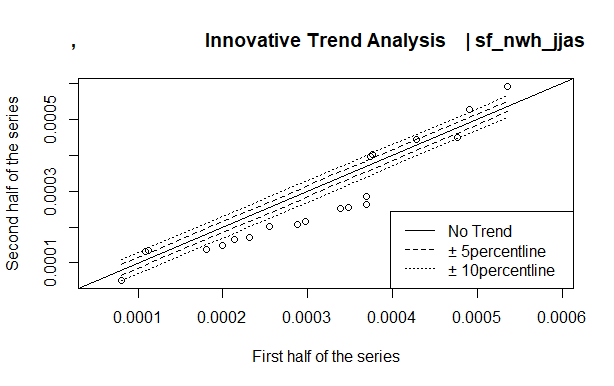 , Innovative Trend Analysis | sf_nwh_jjas
Second half of the series
0.0005
0.0003
0.0001
No Trend
± 5percentline
± 10percentline
0.0001 0.0002 0.0003 0.0004 0.0005 0.0006
First half of the series